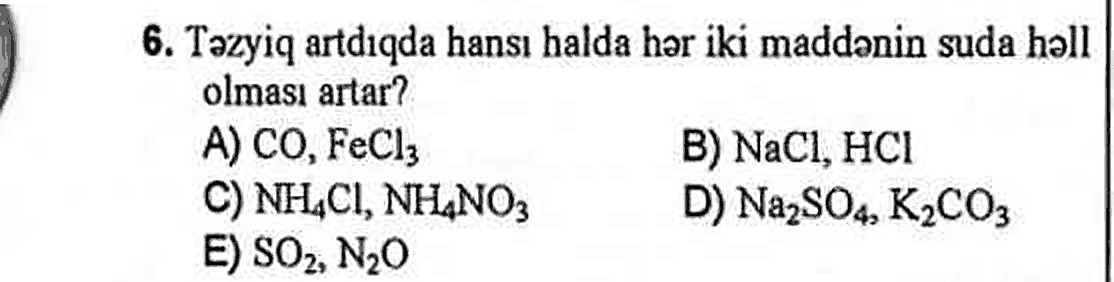 6. Təzyiq artdıqda hansı halda hər iki maddənin suda həll
olması artar?
A) CO, FeCl₃ B) NaCl, HCl
C) NH₄Cl, NH₄NO₃ D) Na₂SO₄, K₂CO₃
E) SO₂, N₂O